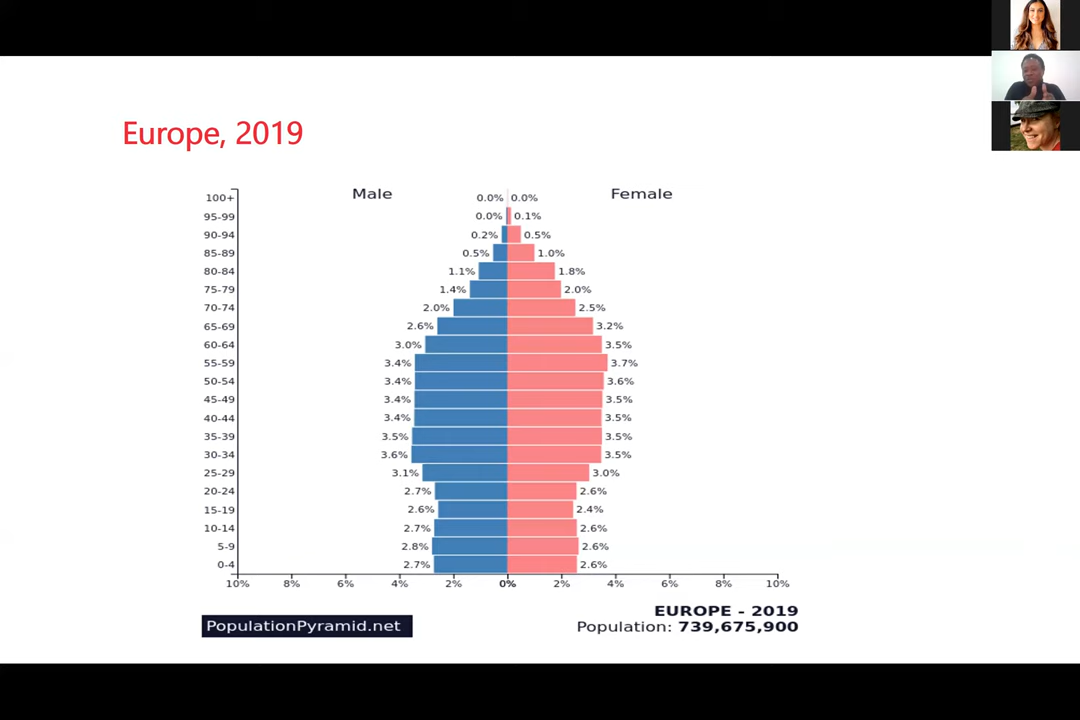 Europe, 2019
Male Female
100+ 0.0% 0.0%
95-99 0.0% 0.1%
90-94 0.2% 0.5%
85-89 0.5% 1.0%
80-84 1.1% 1.8%
75-79 1.4% 2.0%
70-74 2.0% 2.5%
65-69 2.6% 3.2%
60-64 3.0% 3.5%
55-59 3.4% 3.7%
50-54 3.4% 3.6%
45-49 3.4% 3.5%
40-44 3.4% 3.5%
35-39 3.5% 3.5%
30-34 3.6% 3.5%
25-29 3.1% 3.0%
20-24 2.7% 2.6%
15-19 2.6% 2.4%
10-14 2.7% 2.6%
5-9 2.8% 2.6%
0-4 2.7% 2.6%
10% 8% 6% 4% 2% 0% 2% 4% 6% 8% 10%
EUROPE - 2019
PopulationPyramid.net Population: 739,675,900